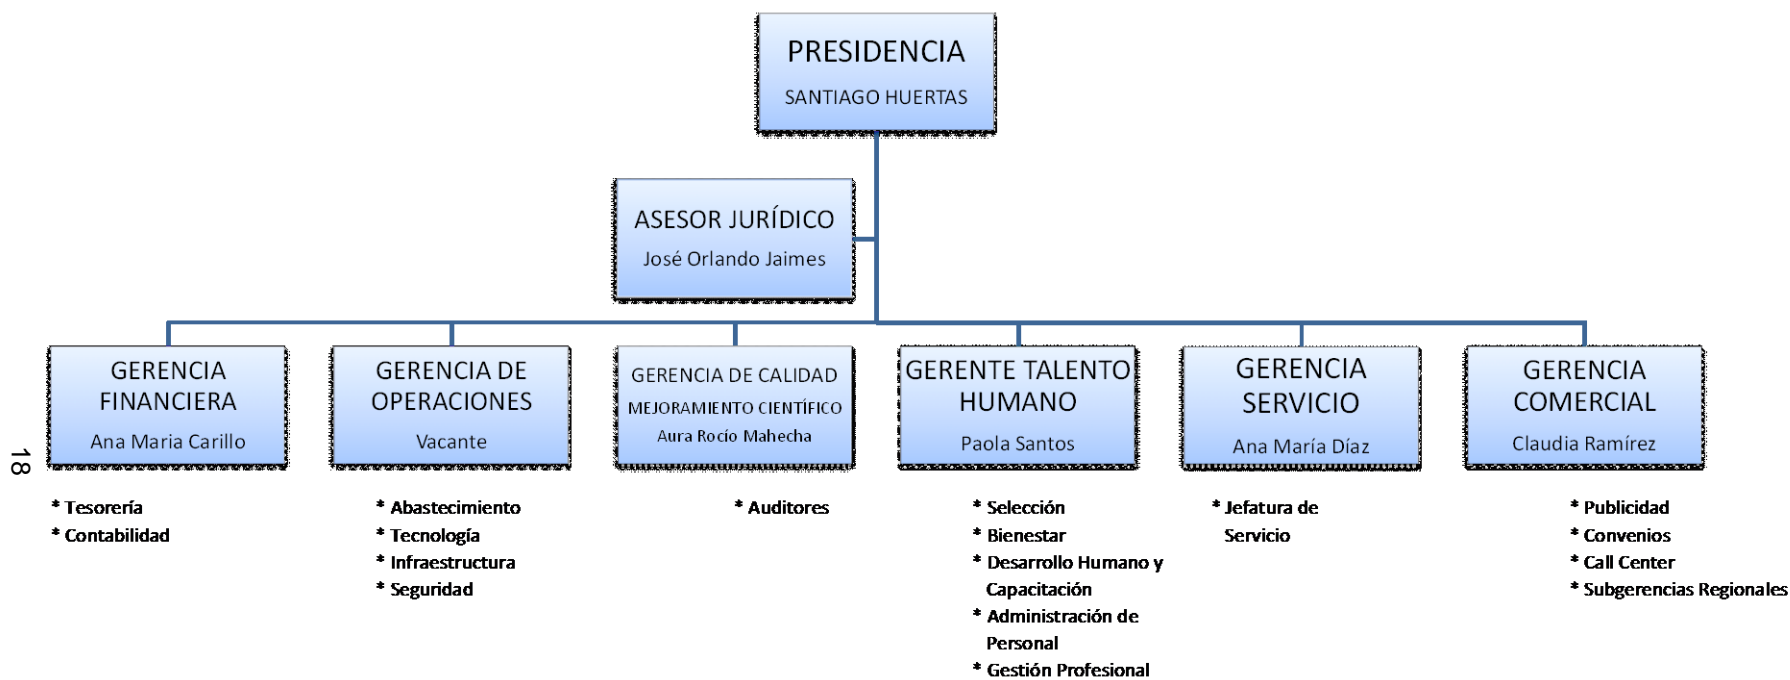 PRESIDENCIA
SANTIAGO HUERTAS
ASESOR JURÍDICO
José Orlando Jaimes
GERENCIA
FINANCIERA
Ana Maria Carillo
GERENCIA DE
OPERACIONES
Vacante
GERENCIA DE CALIDAD
MEJORAMIENTO CIENTÍFICO
Aura Rocío Mahecha
GERENTE TALENTO
HUMANO
Paola Santos
GERENCIA
SERVICIO
Ana María Díaz
GERENCIA
COMERCIAL
Claudia Ramírez
18
* Tesorería
* Contabilidad
* Abastecimiento
* Tecnología
* Infraestructura
* Seguridad
* Auditores
* Selección
* Bienestar
* Desarrollo Humano y
Capacitación
* Administración de
Personal
* Gestión Profesional
* Jefatura de
Servicio
* Publicidad
* Convenios
* Call Center
* Subgerencias Regionales